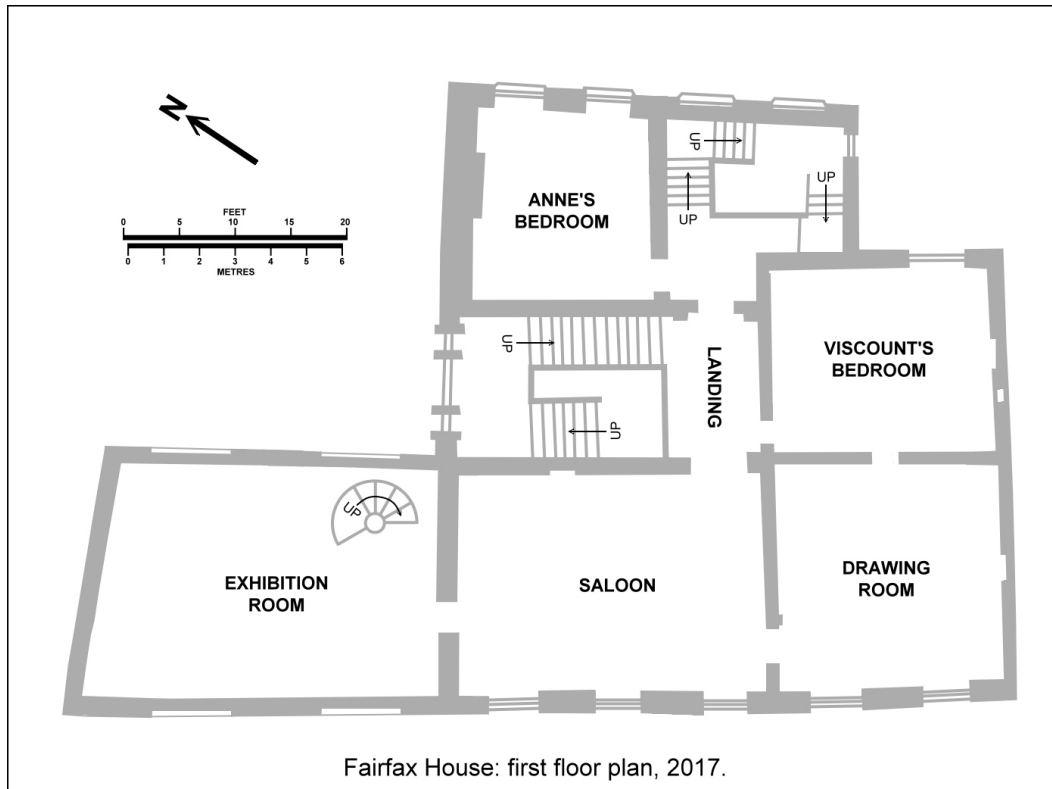 N
FEET
0 5 10 15 20
0 1 2 3 4 5 6
METRES
ANNE'S
BEDROOM
UP
UP
UP
UP
LANDING
VISCOUNT'S
BEDROOM
UP
UP
EXHIBITION
ROOM
SALOON
DRAWING
ROOM
Fairfax House: first floor plan, 2017.